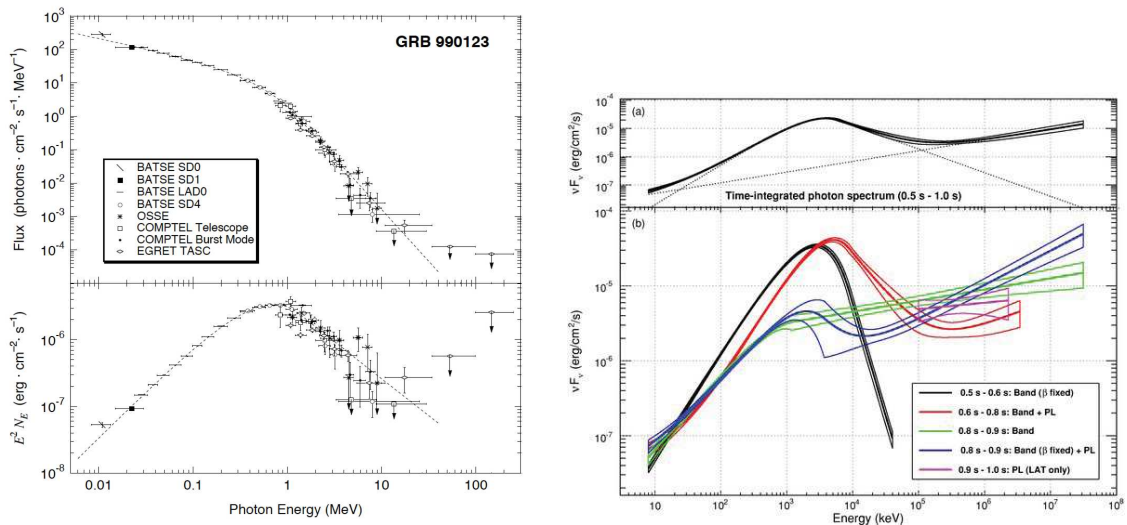 GRB 990123
Flux (photons · cm⁻² · s⁻¹ · MeV⁻¹)
10³
10²
10¹
10⁰
10⁻¹
10⁻²
10⁻³
10⁻⁴
BATSE SD0
BATSE SD1
BATSE LAD0
BATSE SD4
OSSE
COMPTEL Telescope
COMPTEL Burst Mode
EGRET TASC
E² N_E (erg · cm⁻² · s⁻¹)
10⁻⁶
10⁻⁷
10⁻⁸
0.01
0.1
1
10
100
Photon Energy (MeV)
(a)
νFᵥ (erg/cm²/s)
10⁻⁴
10⁻⁵
10⁻⁶
10⁻⁷
Time-integrated photon spectrum (0.5 s - 1.0 s)
(b)
νFᵥ (erg/cm²/s)
10⁻⁴
10⁻⁵
10⁻⁶
10⁻⁷
0.5 s - 0.6 s: Band (β fixed)
0.6 s - 0.8 s: Band + PL
0.8 s - 0.9 s: Band
0.8 s - 0.9 s: Band (β fixed) + PL
0.9 s - 1.0 s: PL (LAT only)
10
10²
10³
10⁴
10⁵
10⁶
10⁷
10⁸
Energy (keV)